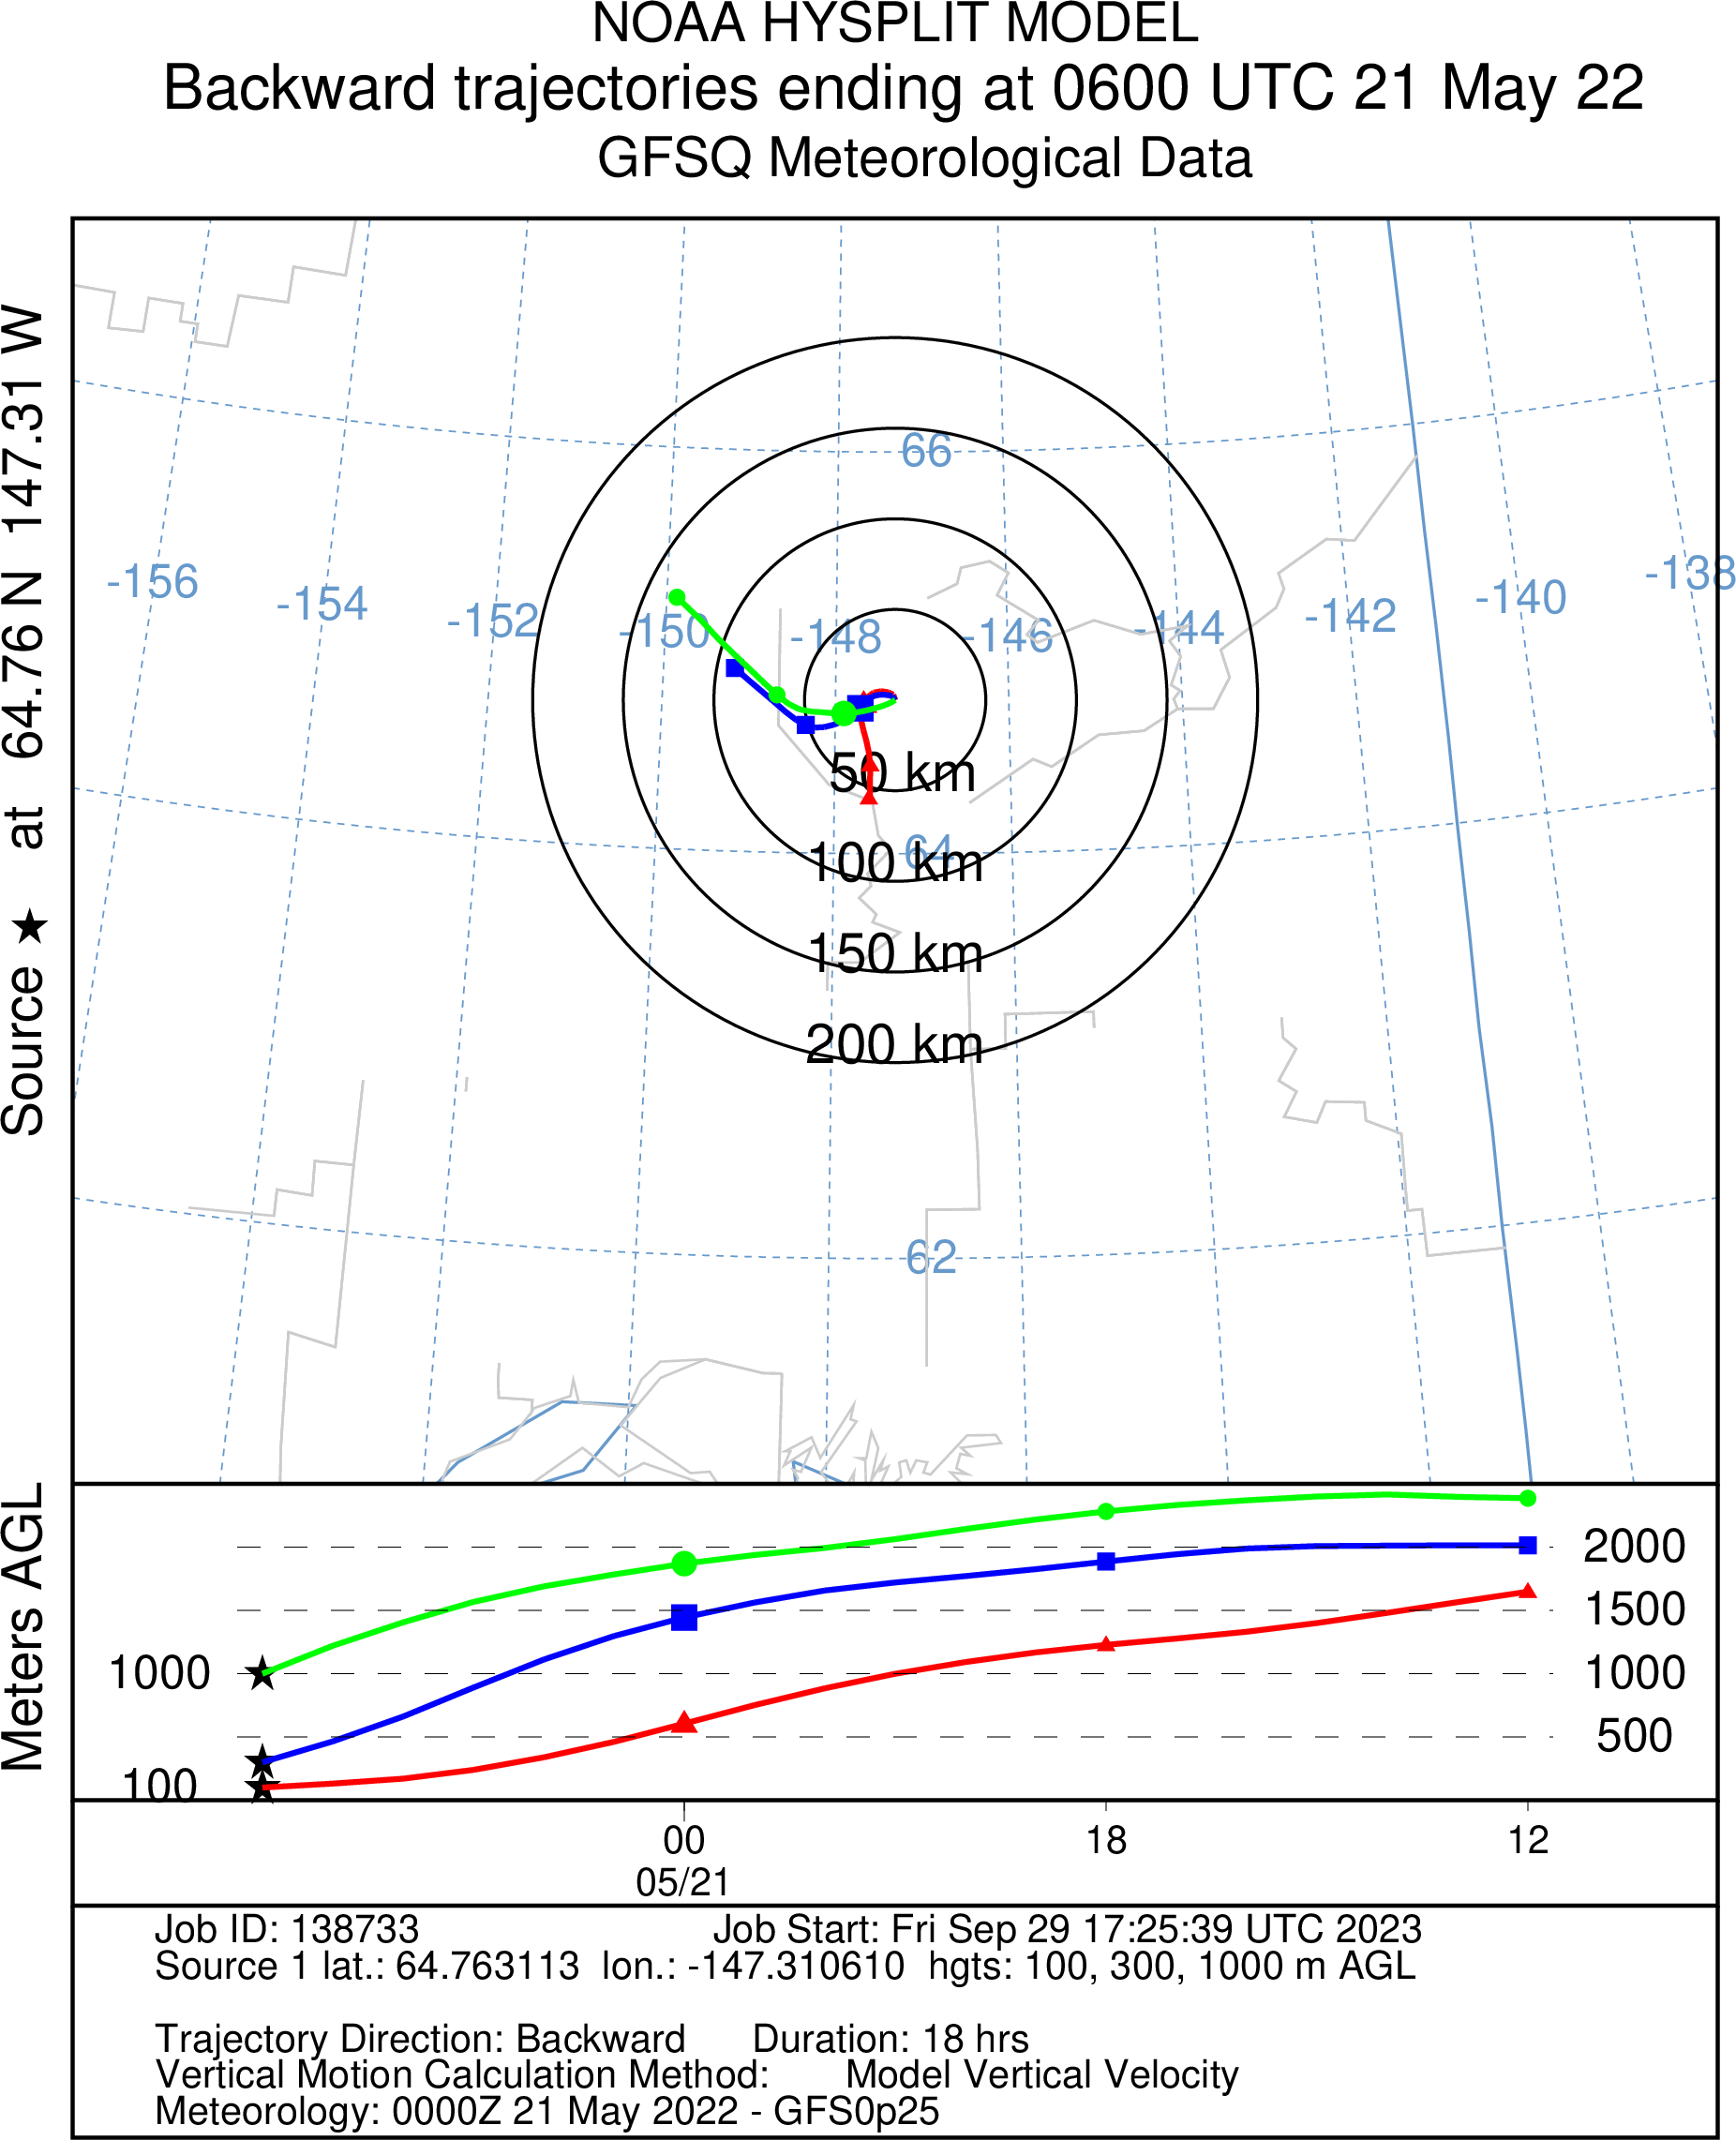 NOAA HYSPLIT MODEL
Backward trajectories ending at 0600 UTC 21 May 22
GFSQ Meteorological Data
Source ★ at 64.76 N 147.31 W
66
-156
-154
-152
-150
-148
-146
-144
-142
-140
-138
50 km
64
100 km
150 km
200 km
62
Meters AGL
2000
1500
1000
1000
500
100
00
18
12
05/21
Job ID: 138733 Job Start: Fri Sep 29 17:25:39 UTC 2023
Source 1 lat.: 64.763113 lon.: -147.310610 hgts: 100, 300, 1000 m AGL
Trajectory Direction: Backward Duration: 18 hrs
Vertical Motion Calculation Method: Model Vertical Velocity
Meteorology: 0000Z 21 May 2022 - GFS0p25